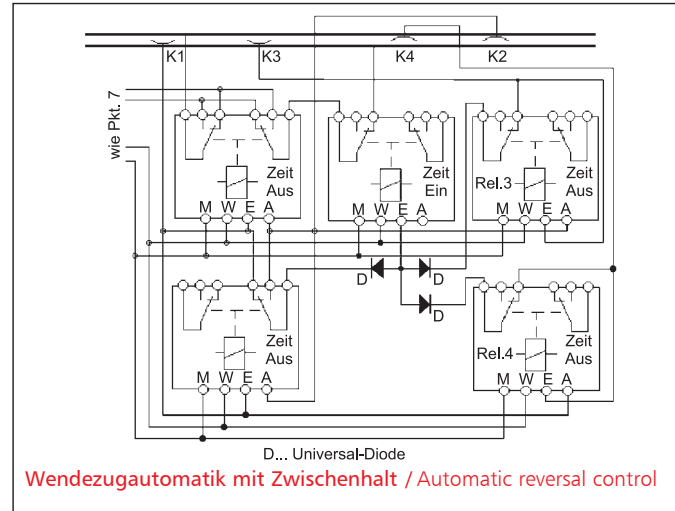 K1 K3 K4 K2
wie Pkt. 7
Zeit Aus
M W E A
Zeit Ein
M W E A
Rel.3
Zeit Aus
M W E A
D D
D
Zeit Aus
M W E A
Rel.4
Zeit Aus
M W E A
D... Universal-Diode
Wendezugautomatik mit Zwischenhalt / Automatic reversal control